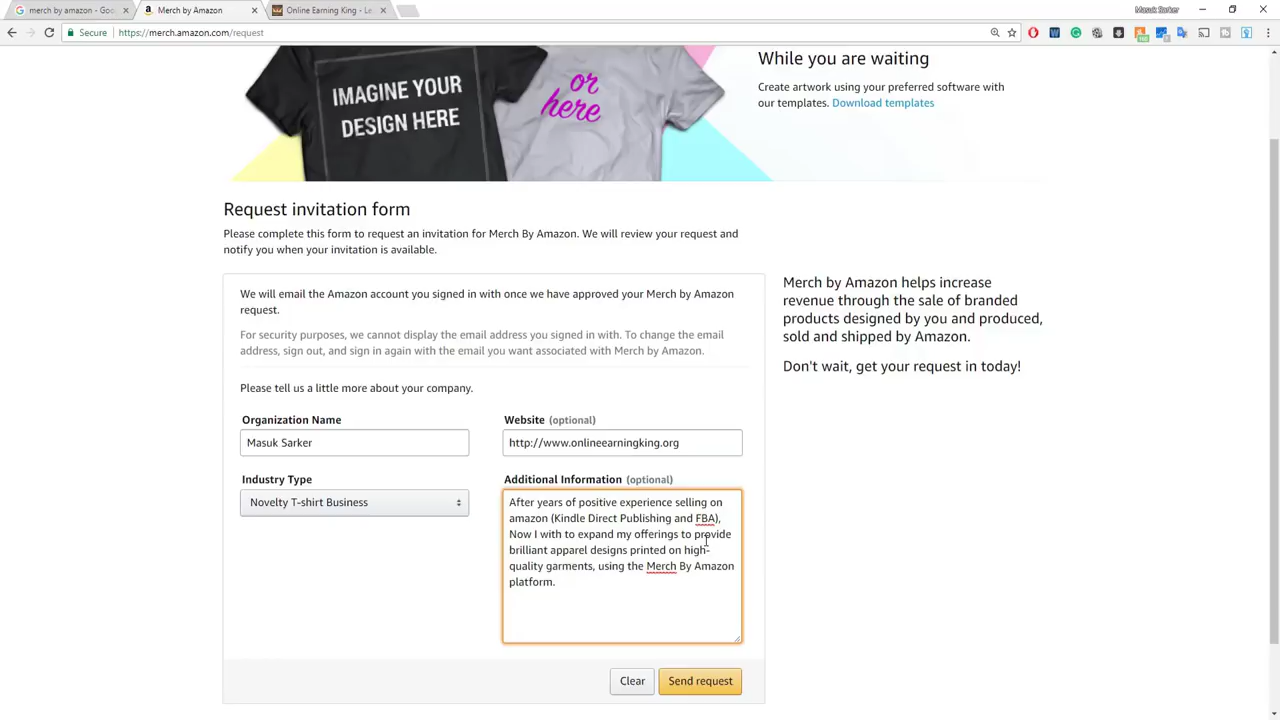 merch by amazon - Goo
Merch by Amazon
Online Earning King - Le
Masuk Sarker
Secure
https://merch.amazon.com/request
IMAGINE YOUR
DESIGN HERE
or
here
While you are waiting
Create artwork using your preferred software with
our templates. Download templates
Request invitation form
Please complete this form to request an invitation for Merch By Amazon. We will review your request and
notify you when your invitation is available.
We will email the Amazon account you signed in with once we have approved your Merch by Amazon
request.
For security purposes, we cannot display the email address you signed in with. To change the email
address, sign out, and sign in again with the email you want associated with Merch by Amazon.
Please tell us a little more about your company.
Organization Name
Masuk Sarker
Website (optional)
http://www.onlineearningking.org
Industry Type
Novelty T-shirt Business
Additional Information (optional)
After years of positive experience selling on
amazon (Kindle Direct Publishing and FBA),
Now I with to expand my offerings to provide
brilliant apparel designs printed on high-
quality garments, using the Merch By Amazon
platform.
Clear
Send request
Merch by Amazon helps increase
revenue through the sale of branded
products designed by you and produced,
sold and shipped by Amazon.
Don't wait, get your request in today!